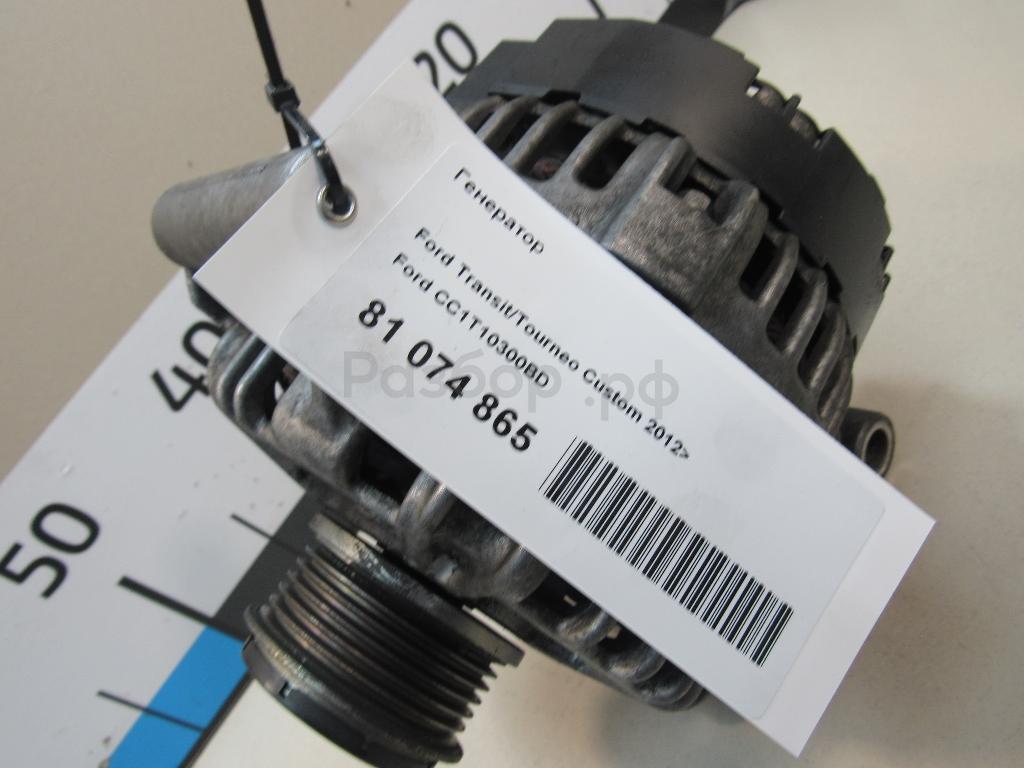 Генератор
Ford Transit/Tourneo Custom 2012>
Ford CC1T10300BD
81 074 865
Разбор.рф
20
40
50